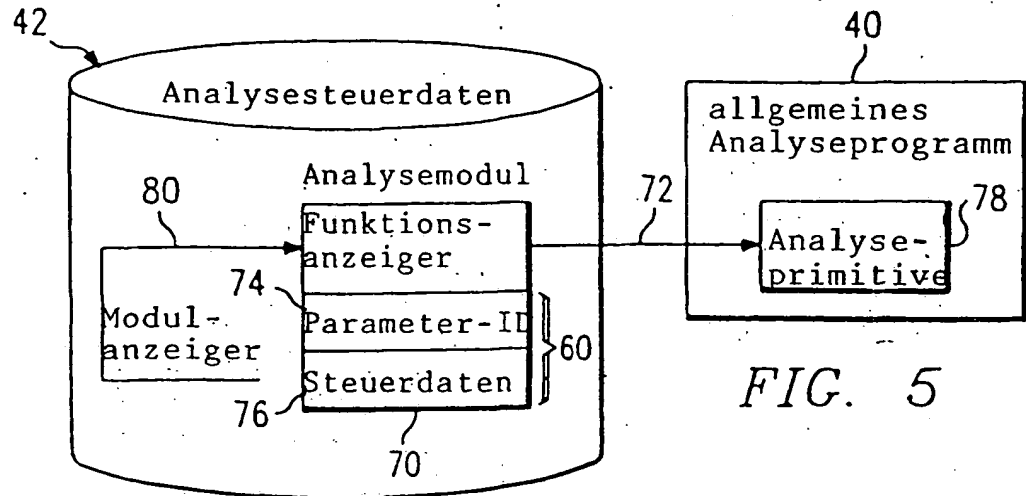 42
40
Analysesteuerdaten
allgemeines
Analyseprogramm
Analysemodul
80
72
78
Funktions-
anzeiger
Analyse-
primitive
74
Modul-
anzeiger
Parameter-ID
60
Steuerdaten
76
70
FIG. 5